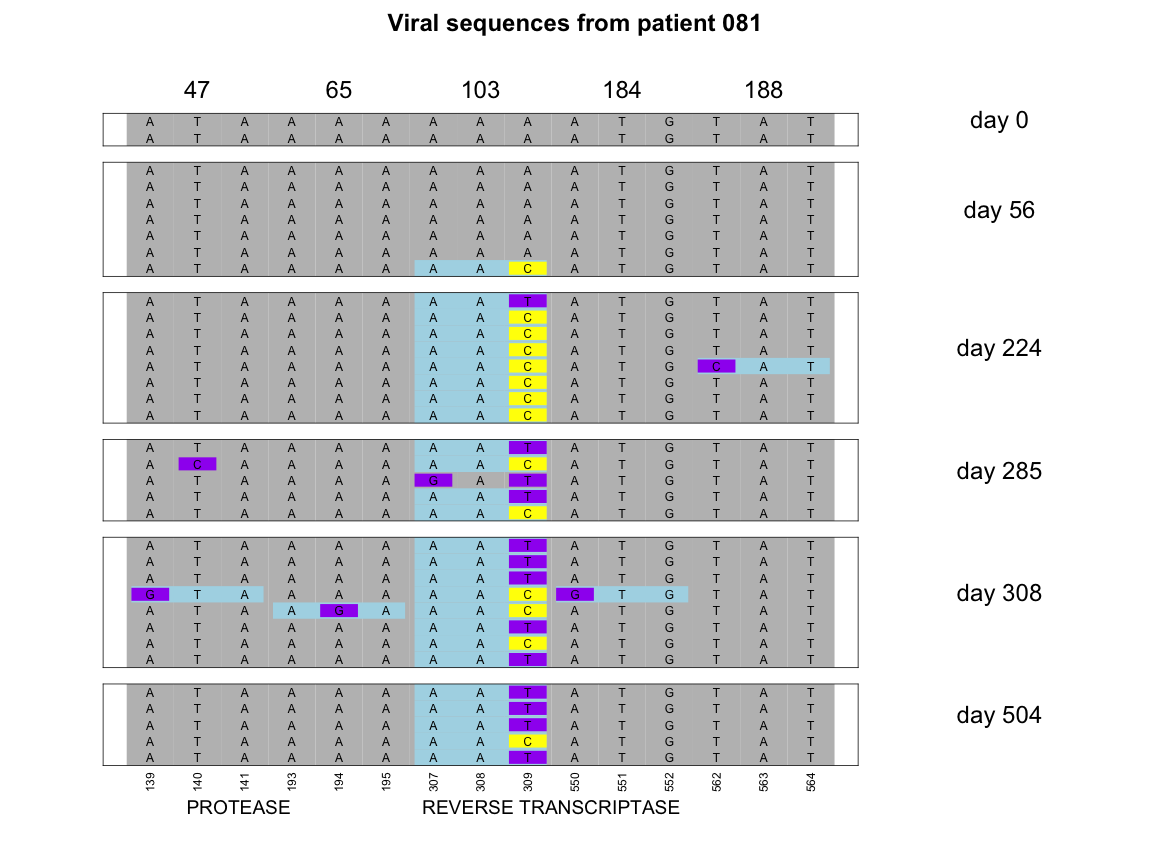 Viral sequences from patient 081
47 65 103 184 188
A T A A A A A A A A T G T A T
A T A A A A A A A A T G T A T
day 0
A T A A A A A A A A T G T A T
A T A A A A A A A A T G T A T
A T A A A A A A A A T G T A T
A T A A A A A A A A T G T A T
A T A A A A A A A A T G T A T
A T A A A A A A A A T G T A T
A T A A A A A A C A T G T A T
day 56
A T A A A A A A T A T G T A T
A T A A A A A A C A T G T A T
A T A A A A A A C A T G T A T
A T A A A A A A C A T G T A T
A T A A A A A A C A T G C A T
A T A A A A A A C A T G T A T
A T A A A A A A C A T G T A T
A T A A A A A A C A T G T A T
day 224
A T A A A A A A T A T G T A T
A C A A A A A A C A T G T A T
A T A A A A G A T A T G T A T
A T A A A A A A T A T G T A T
A T A A A A A A C A T G T A T
day 285
A T A A A A A A T A T G T A T
A T A A A A A A T A T G T A T
A T A A A A A A T A T G T A T
G T A A A A A A C G T G T A T
A T A A G A A A C A T G T A T
A T A A A A A A T A T G T A T
A T A A A A A A C A T G T A T
A T A A A A A A T A T G T A T
day 308
A T A A A A A A T A T G T A T
A T A A A A A A T A T G T A T
A T A A A A A A T A T G T A T
A T A A A A A A C A T G T A T
A T A A A A A A T A T G T A T
day 504
139 140 141 193 194 195 307 308 309 550 551 552 562 563 564
PROTEASE REVERSE TRANSCRIPTASE